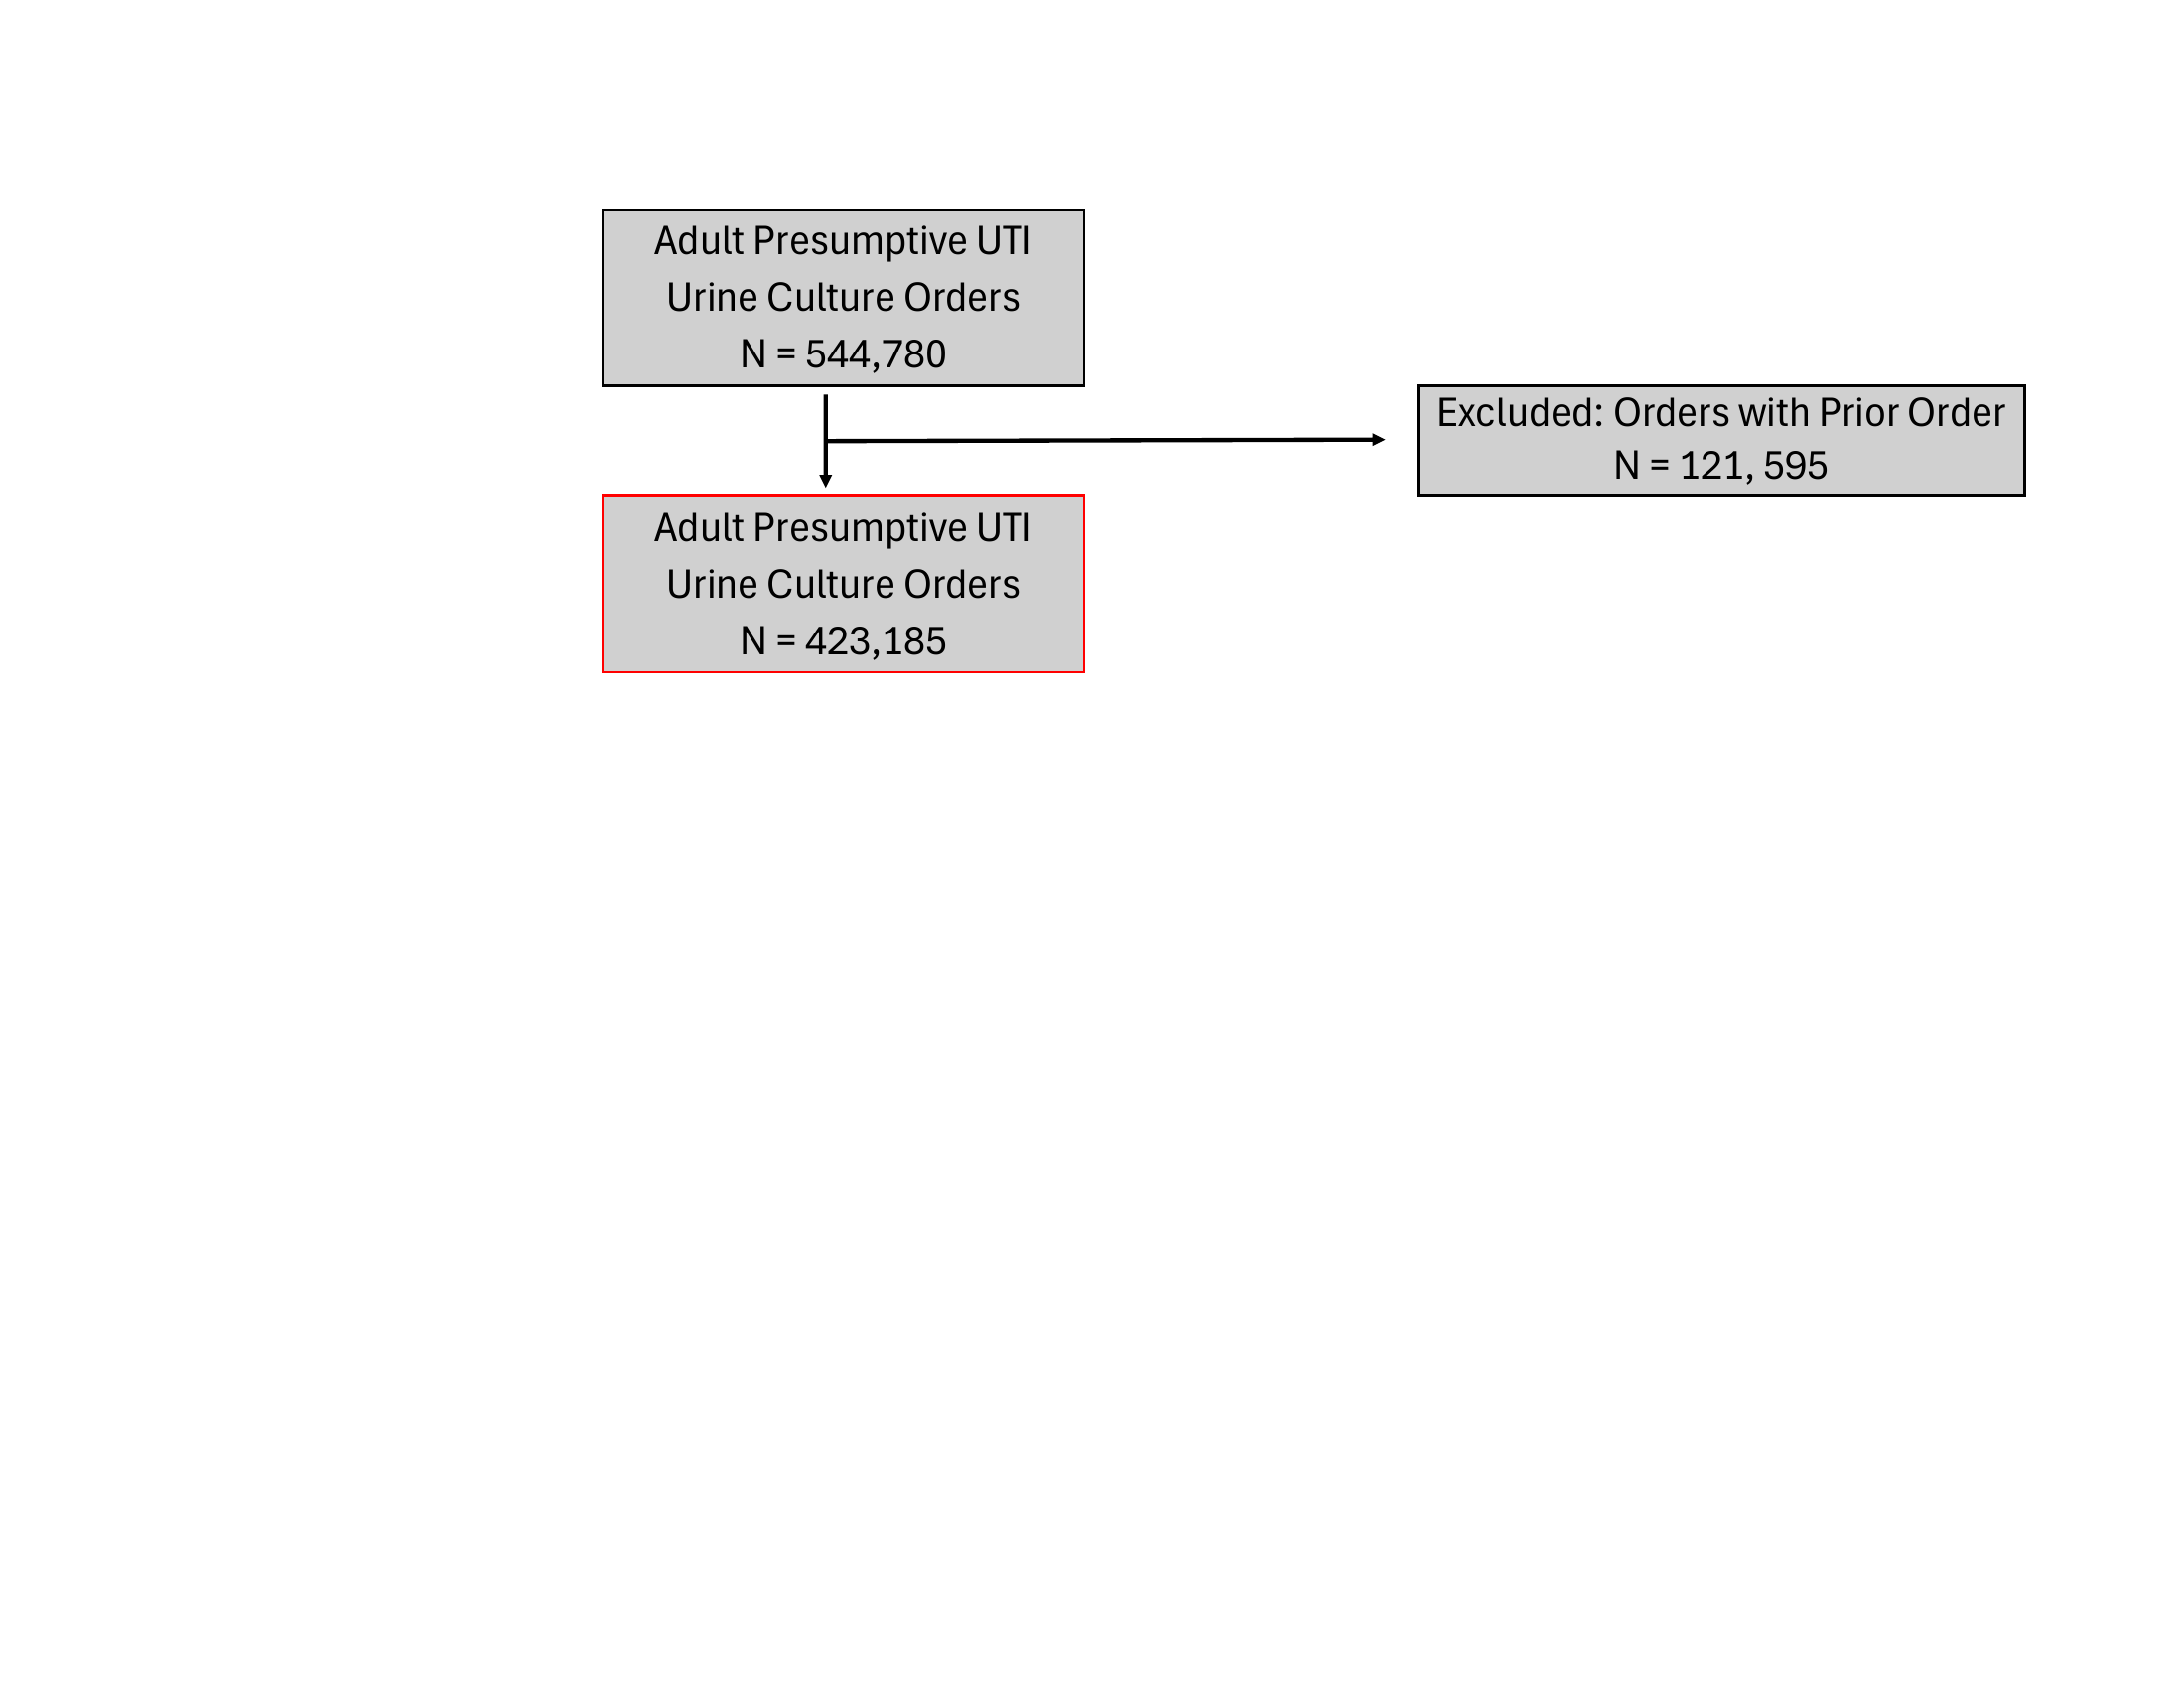 Adult Presumptive UTI
Urine Culture Orders
N = 544,780
Excluded: Orders with Prior Order
N = 121, 595
Adult Presumptive UTI
Urine Culture Orders
N = 423,185